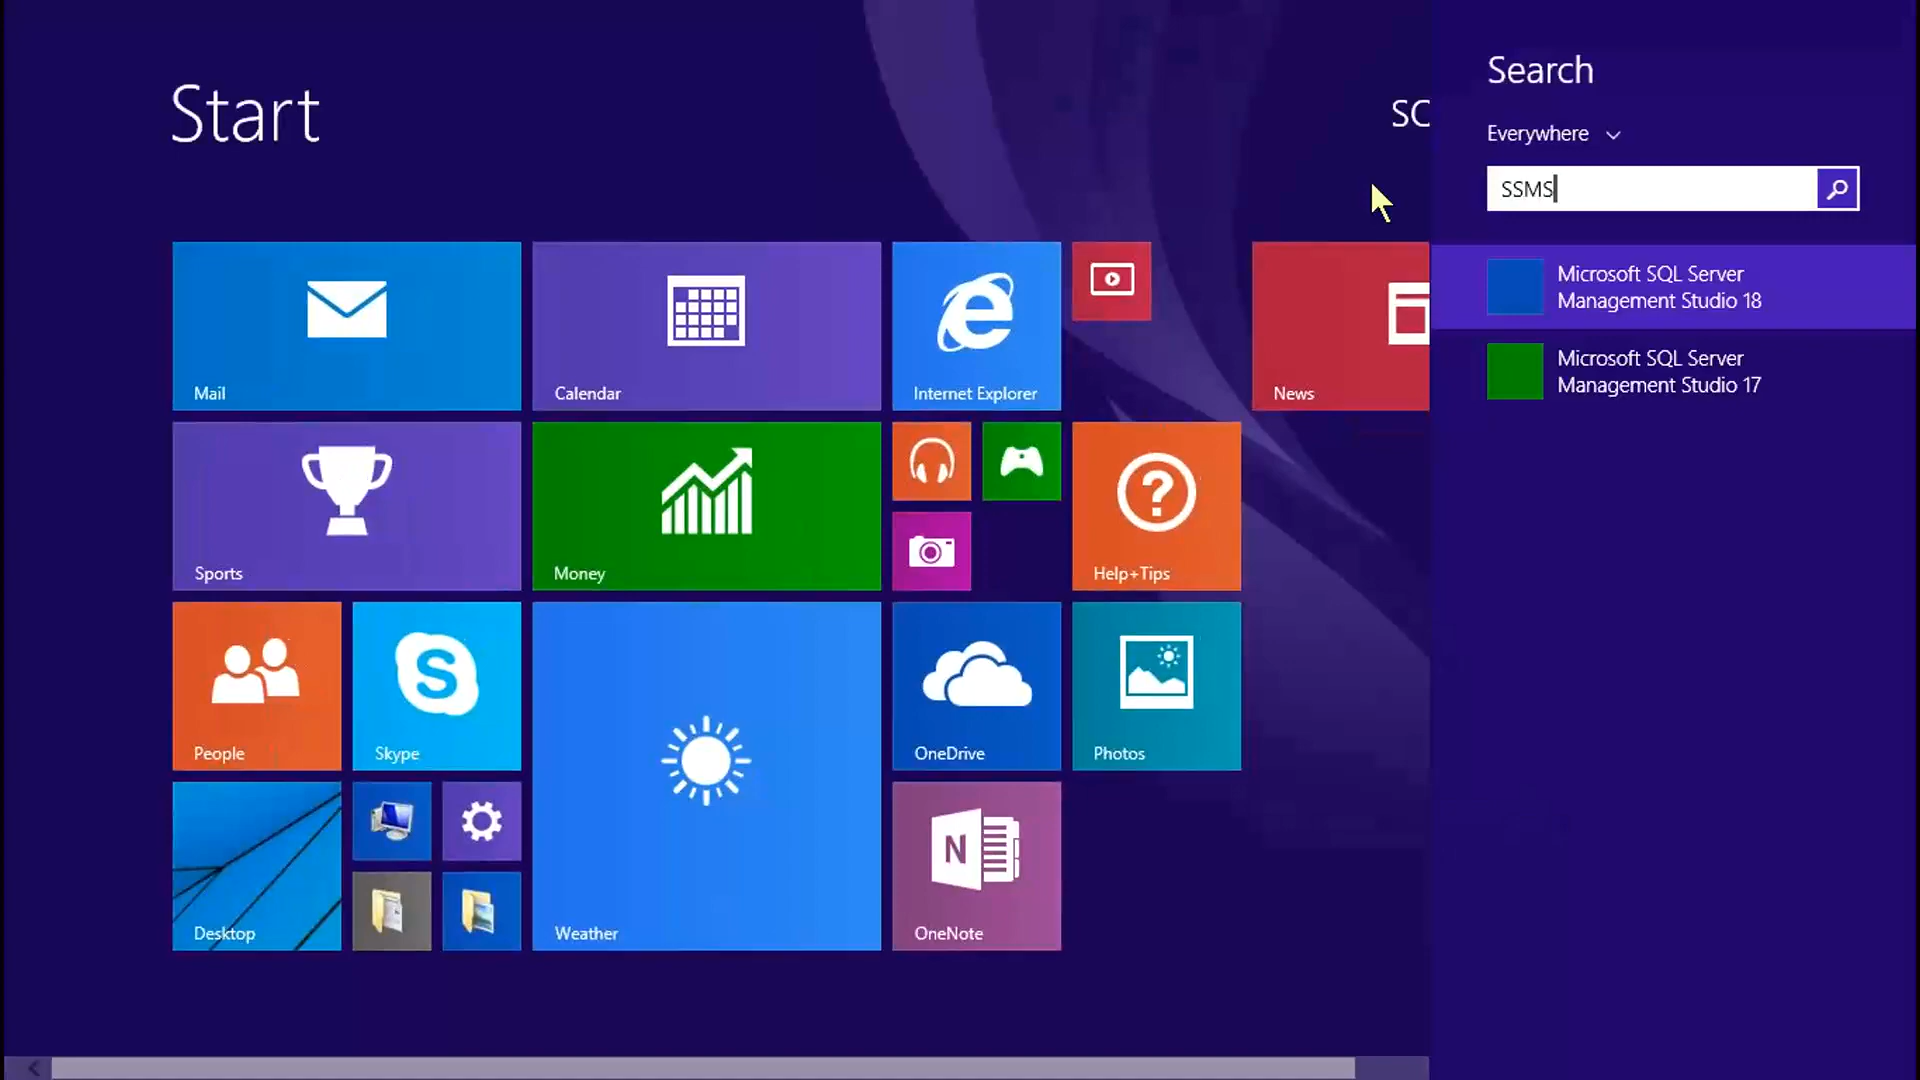 Start
SC
Search
Everywhere
SSMS
Microsoft SQL Server
Management Studio 18
Microsoft SQL Server
Management Studio 17
Mail
Calendar
Internet Explorer
News
Sports
Money
Help+Tips
People
Skype
S
OneDrive
Photos
N
Desktop
Weather
OneNote